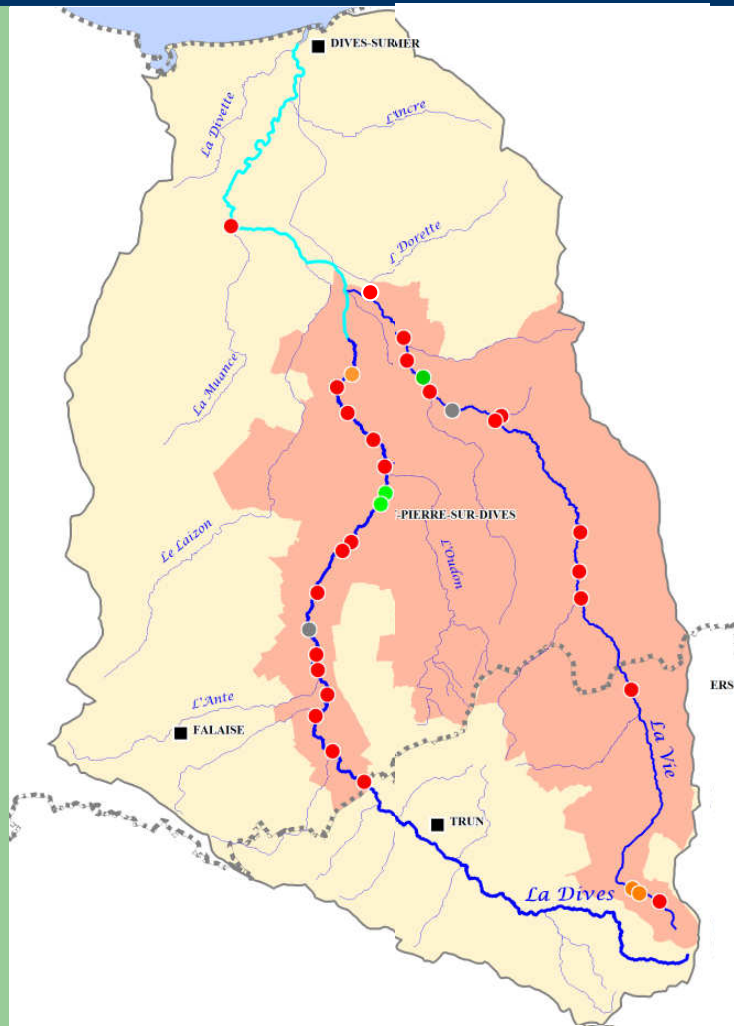 DIVES-SUR-MER
La Divette
L'Ancre
L Dorette
La Muance
-PIERRE-SUR-DIVES
Le Laizon
L'Oudon
ERS
L'Ante
FALAISE
La Vie
TRUN
La Dives